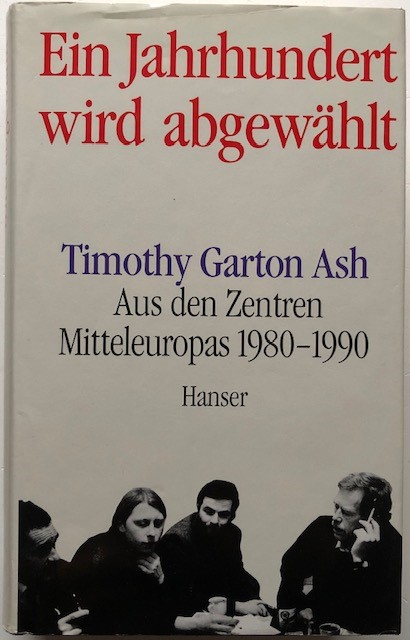 Ein Jahrhundert
wird abgewählt
Timothy Garton Ash
Aus den Zentren
Mitteleuropas 1980–1990
Hanser